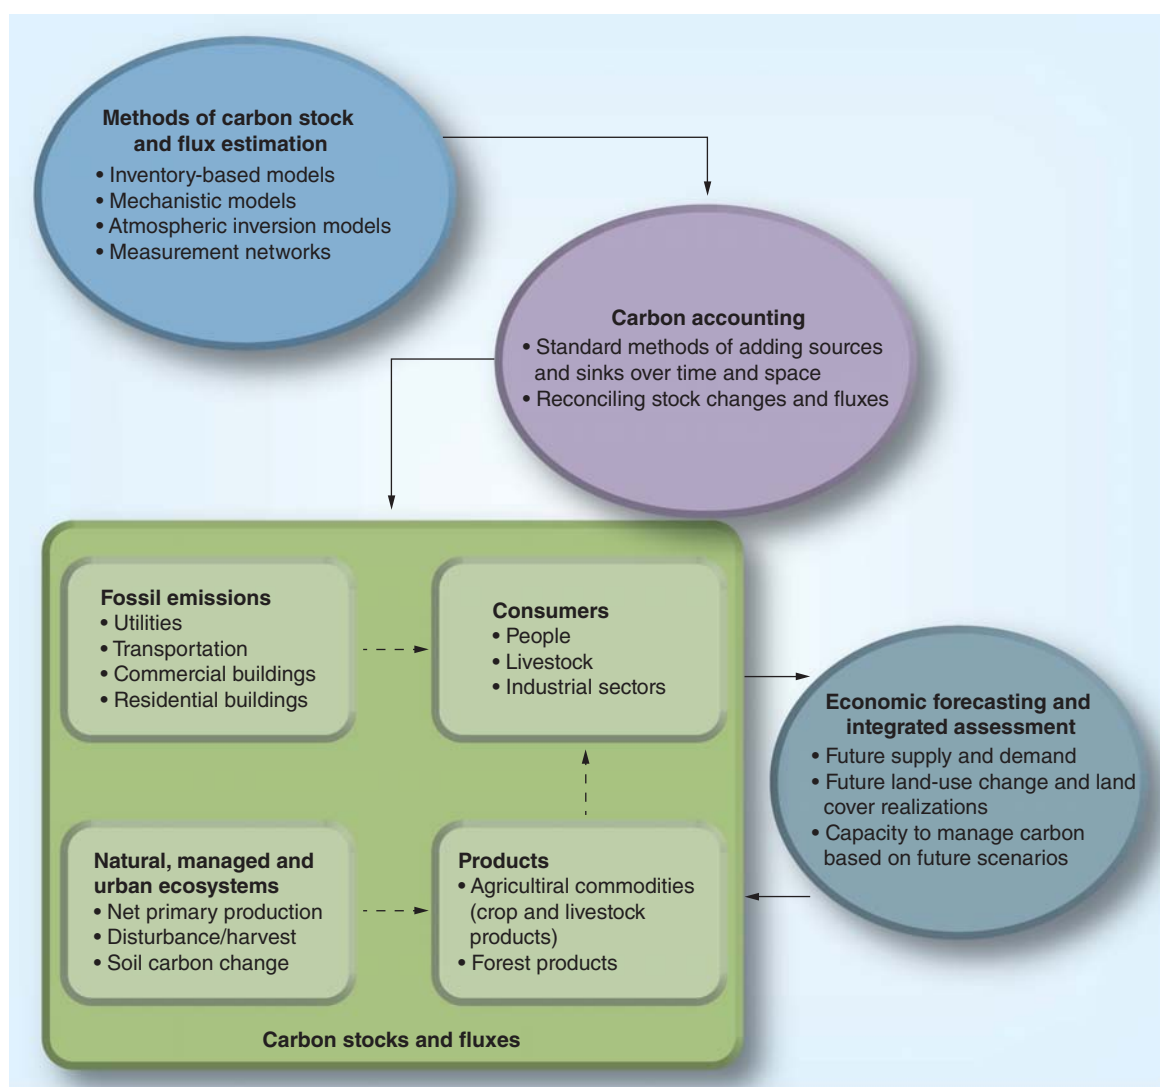 Methods of carbon stock
and flux estimation
• Inventory-based models
• Mechanistic models
• Atmospheric inversion models
• Measurement networks
Carbon accounting
• Standard methods of adding sources
and sinks over time and space
• Reconciling stock changes and fluxes
Fossil emissions
• Utilities
• Transportation
• Commercial buildings
• Residential buildings
Consumers
• People
• Livestock
• Industrial sectors
Economic forecasting and
integrated assessment
• Future supply and demand
• Future land-use change and land
cover realizations
• Capacity to manage carbon
based on future scenarios
Natural, managed and
urban ecosystems
• Net primary production
• Disturbance/harvest
• Soil carbon change
Products
• Agricultiral commodities
(crop and livestock
products)
• Forest products
Carbon stocks and fluxes